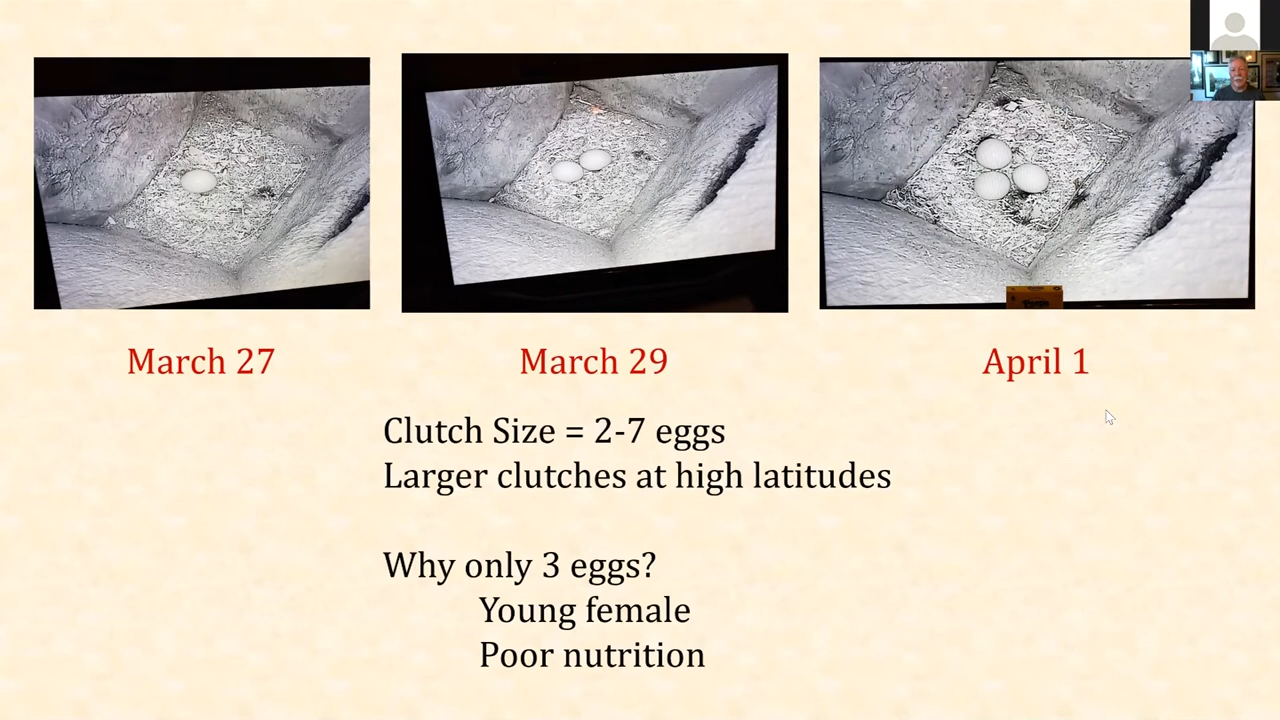 March 27
March 29
April 1
Clutch Size = 2-7 eggs
Larger clutches at high latitudes
Why only 3 eggs?
Young female
Poor nutrition